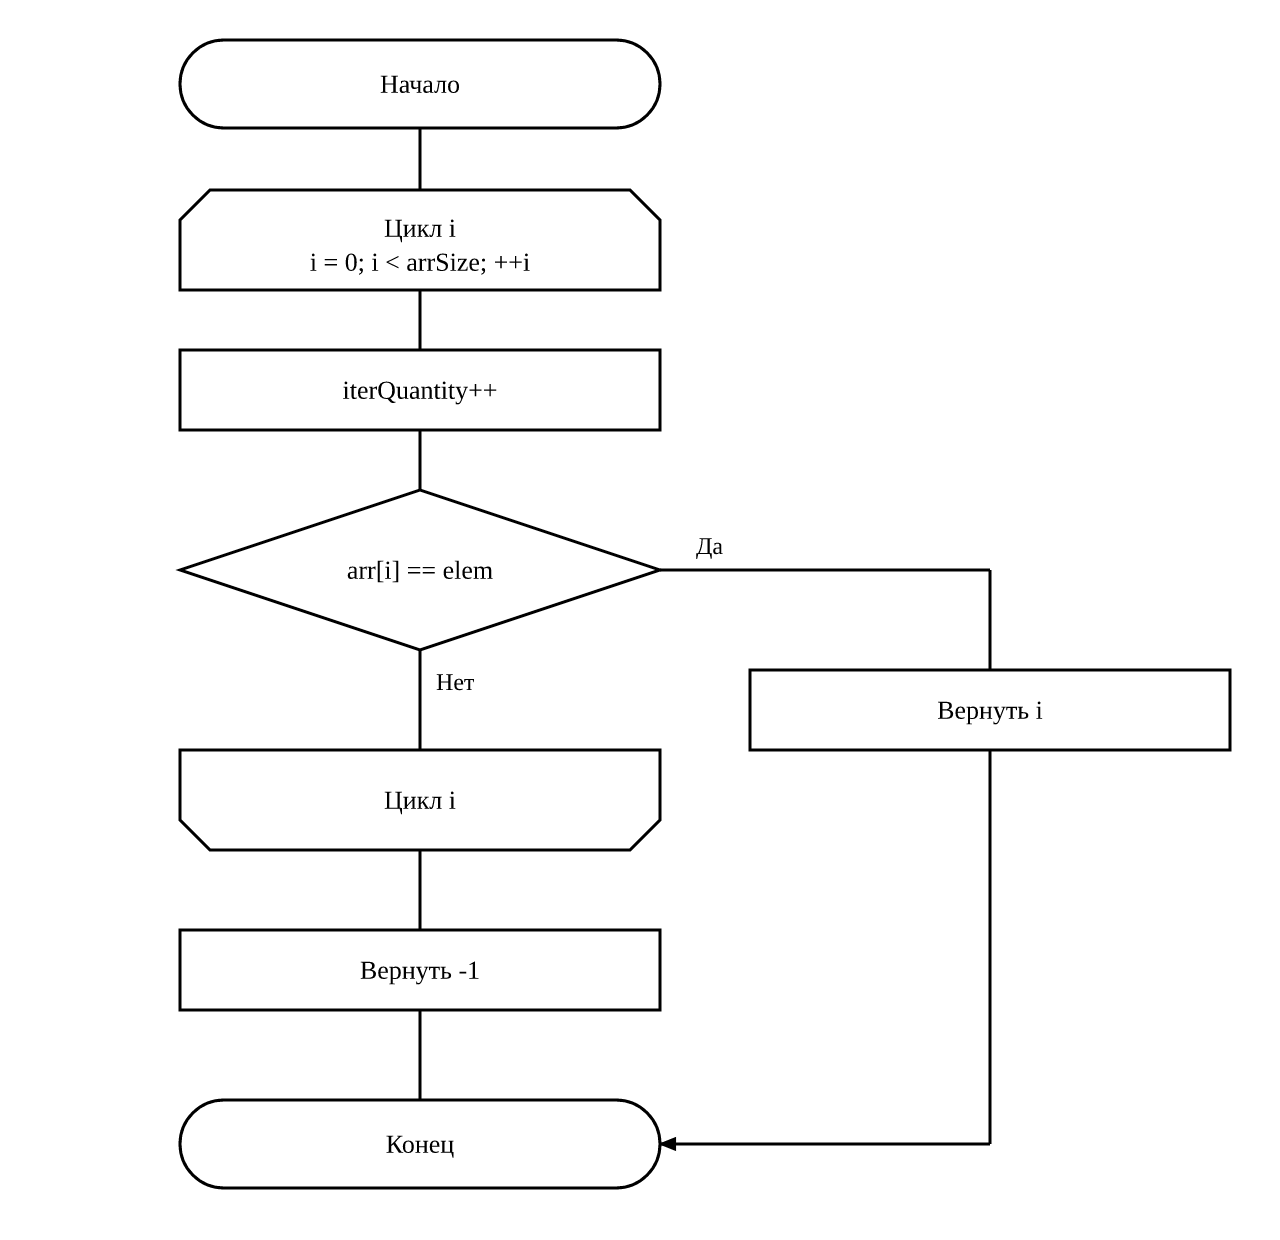 Начало
Цикл i
i = 0; i < arrSize; ++i
iterQuantity++
arr[i] == elem
Да
Нет
Вернуть i
Цикл i
Вернуть -1
Конец